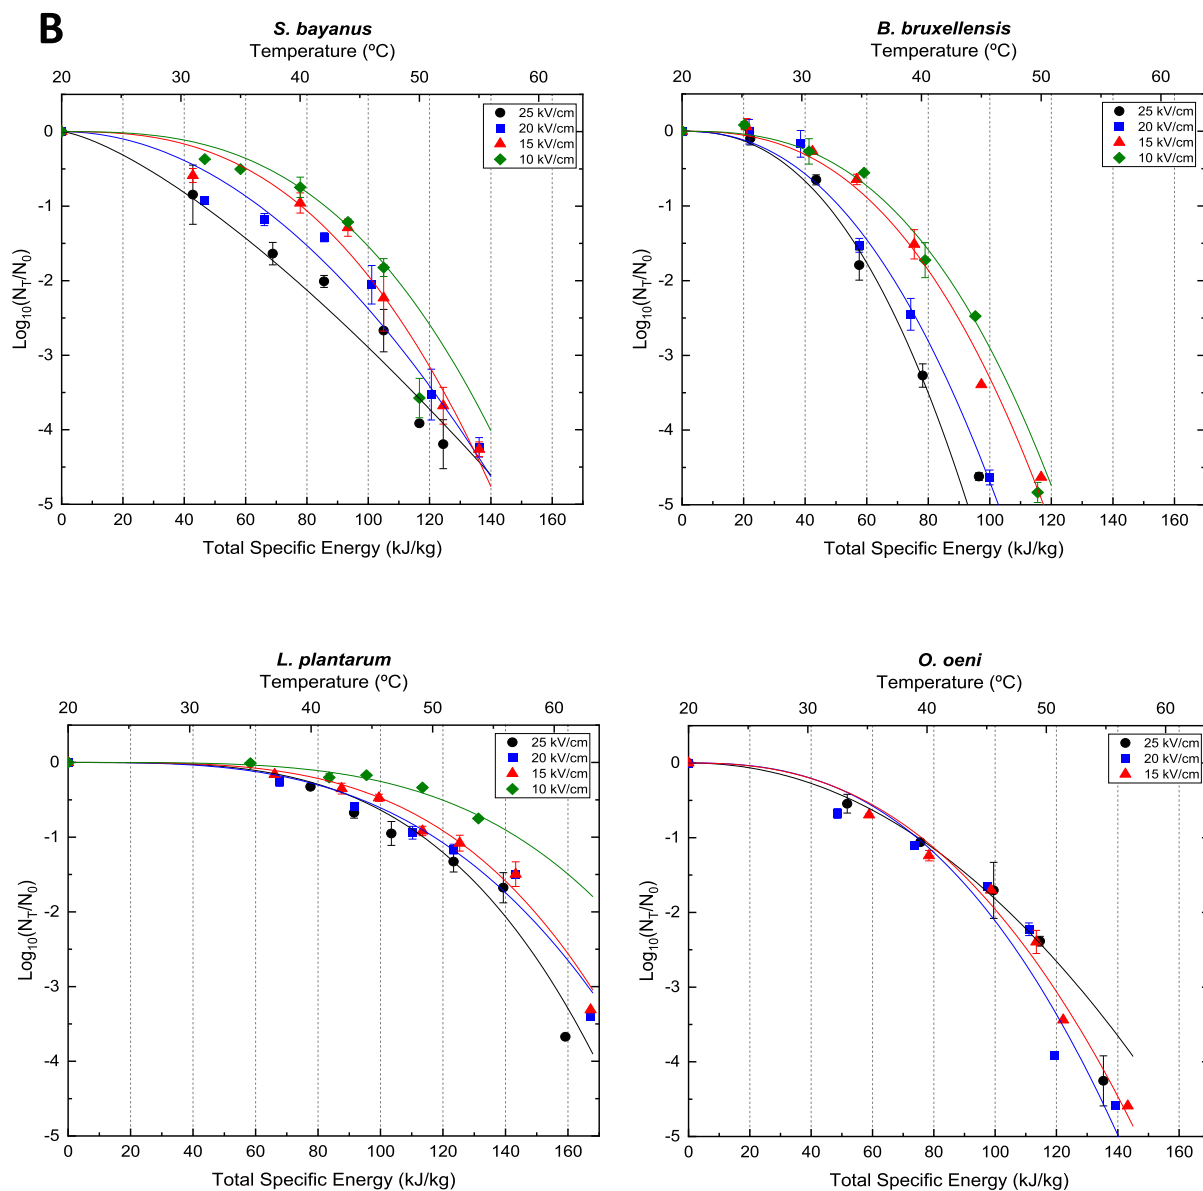 B
S. bayanus
Temperature (ºC)
20 30 40 50 60
25 kV/cm
20 kV/cm
15 kV/cm
10 kV/cm
0
-1
-2
-3
-4
-5
Log10(NT/N0)
0 20 40 60 80 100 120 140 160
Total Specific Energy (kJ/kg)
B. bruxellensis
Temperature (ºC)
20 30 40 50 60
25 kV/cm
20 kV/cm
15 kV/cm
10 kV/cm
0
-1
-2
-3
-4
-5
Log10(NT/N0)
0 20 40 60 80 100 120 140 160
Total Specific Energy (kJ/kg)
L. plantarum
Temperature (ºC)
20 30 40 50 60
25 kV/cm
20 kV/cm
15 kV/cm
10 kV/cm
0
-1
-2
-3
-4
-5
Log10(NT/N0)
0 20 40 60 80 100 120 140 160
Total Specific Energy (kJ/kg)
O. oeni
Temperature (ºC)
20 30 40 50 60
25 kV/cm
20 kV/cm
15 kV/cm
0
-1
-2
-3
-4
-5
Log10(NT/N0)
0 20 40 60 80 100 120 140 160
Total Specific Energy (kJ/kg)